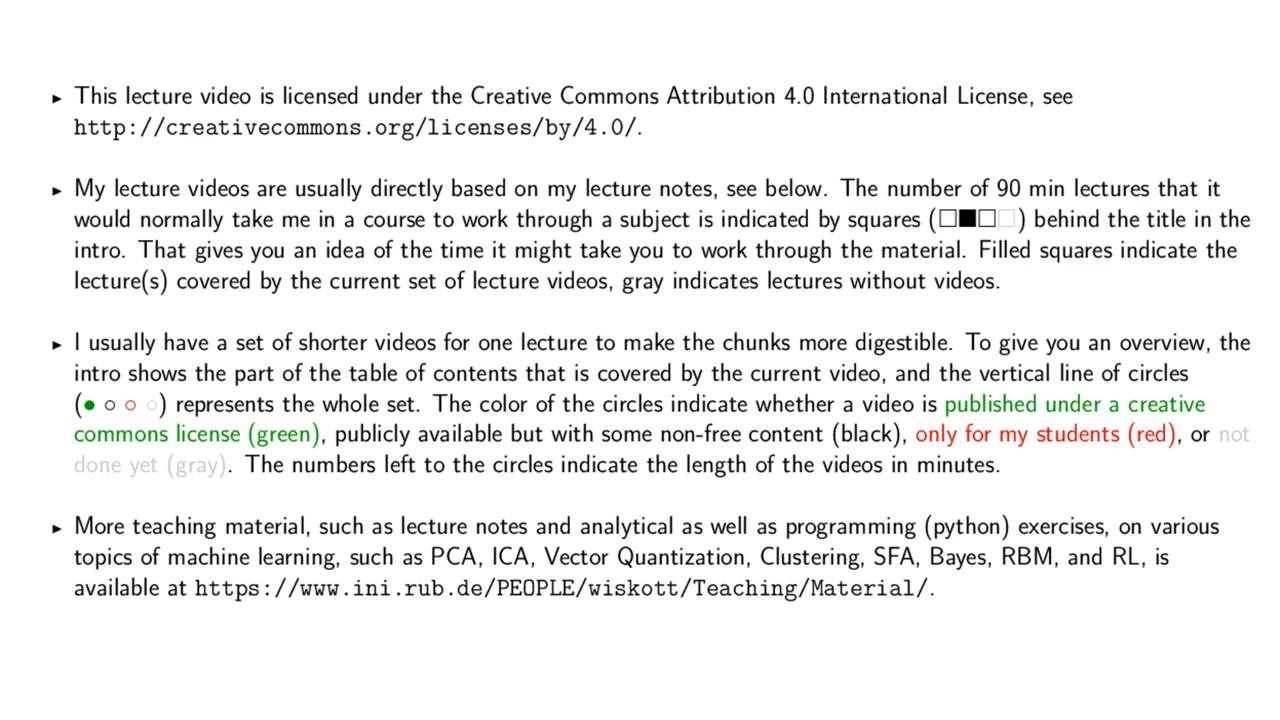 ▸ This lecture video is licensed under the Creative Commons Attribution 4.0 International License, see
http://creativecommons.org/licenses/by/4.0/.
▸ My lecture videos are usually directly based on my lecture notes, see below. The number of 90 min lectures that it
would normally take me in a course to work through a subject is indicated by squares (□■□□) behind the title in the
intro. That gives you an idea of the time it might take you to work through the material. Filled squares indicate the
lecture(s) covered by the current set of lecture videos, gray indicates lectures without videos.
▸ I usually have a set of shorter videos for one lecture to make the chunks more digestible. To give you an overview, the
intro shows the part of the table of contents that is covered by the current video, and the vertical line of circles
(● ○ ○ ○) represents the whole set. The color of the circles indicate whether a video is published under a creative
commons license (green), publicly available but with some non-free content (black), only for my students (red), or not
done yet (gray). The numbers left to the circles indicate the length of the videos in minutes.
▸ More teaching material, such as lecture notes and analytical as well as programming (python) exercises, on various
topics of machine learning, such as PCA, ICA, Vector Quantization, Clustering, SFA, Bayes, RBM, and RL, is
available at https://www.ini.rub.de/PEOPLE/wiskott/Teaching/Material/.